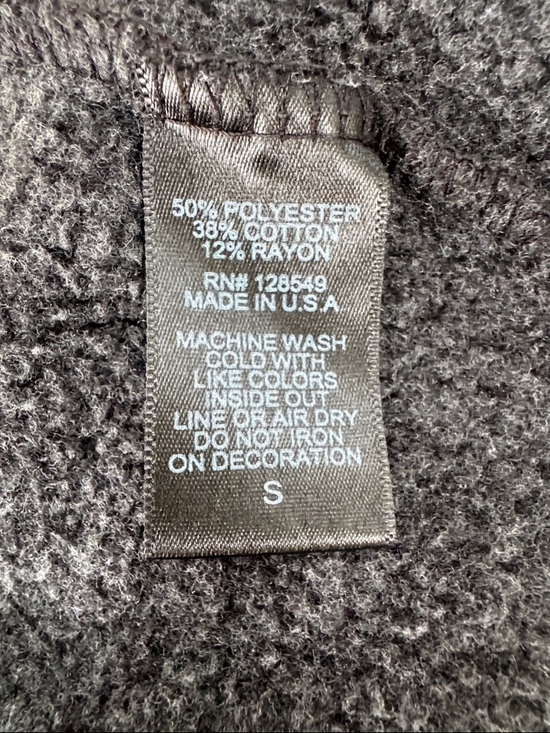 50% POLYESTER
38% COTTON
12% RAYON
RN# 128549
MADE IN U.S.A
MACHINE WASH
COLD WITH
LIKE COLORS
INSIDE OUT
LINE OR AIR DRY
DO NOT IRON
ON DECORATION
S